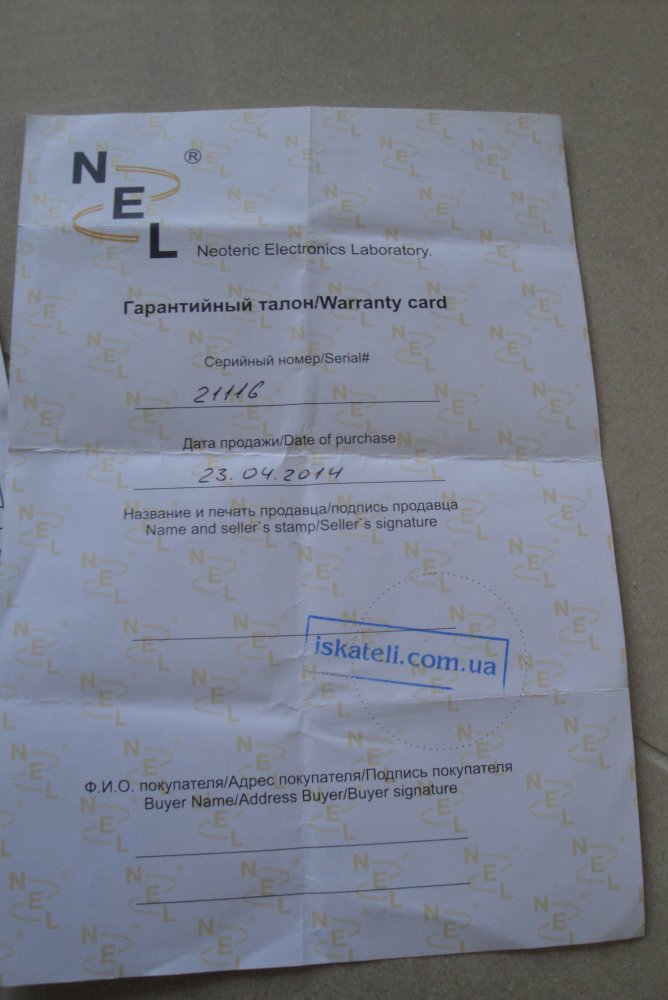 NEL ®
Neoteric Electronics Laboratory.
Гарантийный талон/Warranty card
Серийный номер/Serial#
21116
Дата продажи/Date of purchase
23.04.2014
Название и печать продавца/подпись продавца
Name and seller`s stamp/Seller`s signature
iskateli.com.ua
Ф.И.О. покупателя/Адрес покупателя/Подпись покупателя
Buyer Name/Address Buyer/Buyer signature